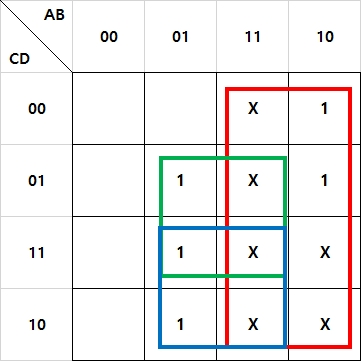 AB
CD
00 01 11 10
00 X 1
01 1 X 1
11 1 X X
10 1 X X